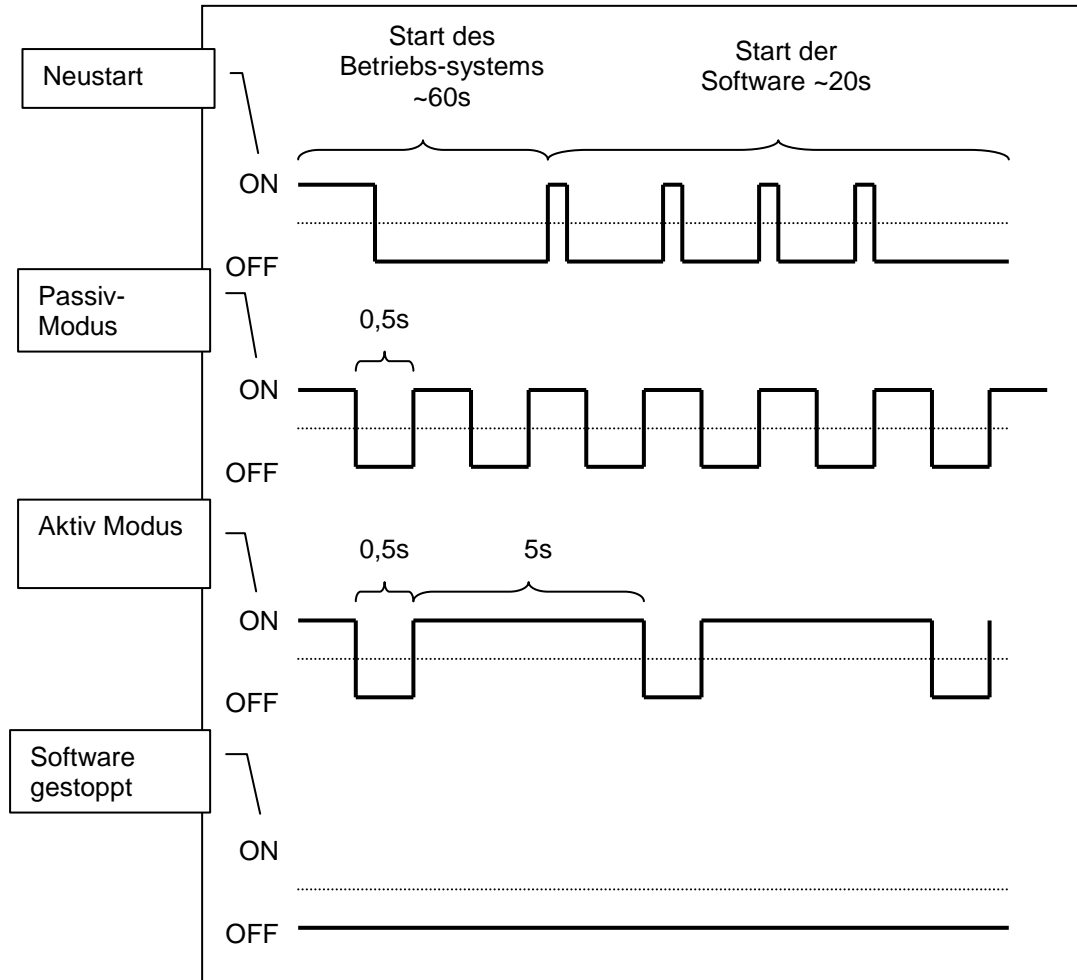 Neustart
Start des
Betriebs-systems
~60s
Start der
Software ~20s
ON
OFF
Passiv-
Modus
0,5s
ON
OFF
Aktiv Modus
0,5s
5s
ON
OFF
Software
gestoppt
ON
OFF